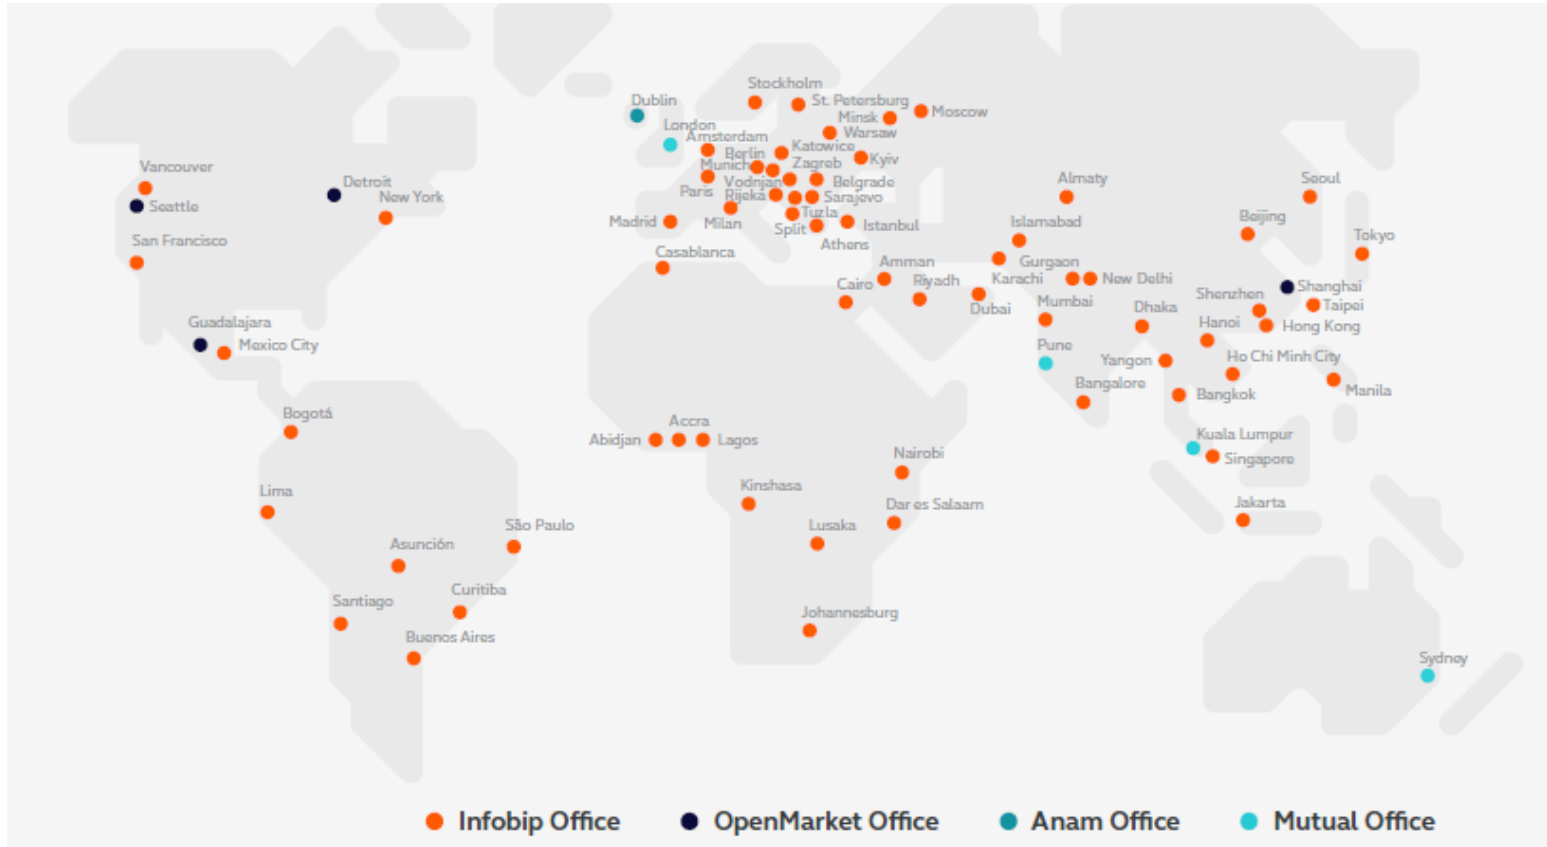 Stockholm
Dublin
St. Petersburg
Moscow
Minsk
London
Warsaw
Amsterdam
Katowice
Berlin
Kyiv
Munich
Zagreb
Vancouver
Detroit
Vodnjan
Belgrade
Almaty
Seoul
Paris
Rijeka
Sarajevo
New York
Seattle
Tuzla
Beijing
Madrid
Milan
Split
Istanbul
Islamabad
Tokyo
San Francisco
Athens
Casablanca
Amman
Gurgaon
Cairo
Riyadh
Karachi
New Delhi
Shanghai
Shenzhen
Dubai
Mumbai
Dhaka
Taipei
Guadalajara
Hanoi
Hong Kong
Mexico City
Pune
Yangon
Ho Chi Minh City
Bangalore
Bangkok
Manila
Bogotá
Accra
Abidjan
Lagos
Kuala Lumpur
Nairobi
Singapore
Lima
Kinshasa
Dar es Salaam
Jakarta
São Paulo
Lusaka
Asunción
Curitiba
Santiago
Johannesburg
Buenos Aires
Sydney
Infobip Office
OpenMarket Office
Anam Office
Mutual Office